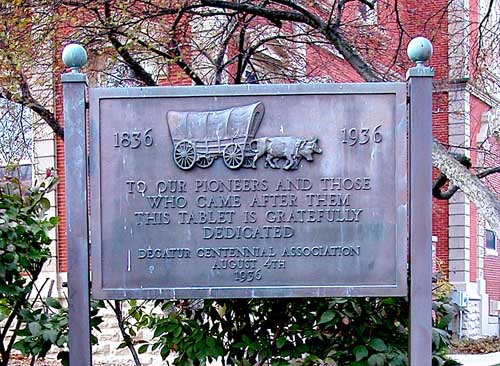 1836 1936
TO OUR PIONEERS AND THOSE
WHO CAME AFTER THEM
THIS TABLET IS GRATEFULLY
DEDICATED
DECATUR CENTENNIAL ASSOCIATION
AUGUST 4TH
1936